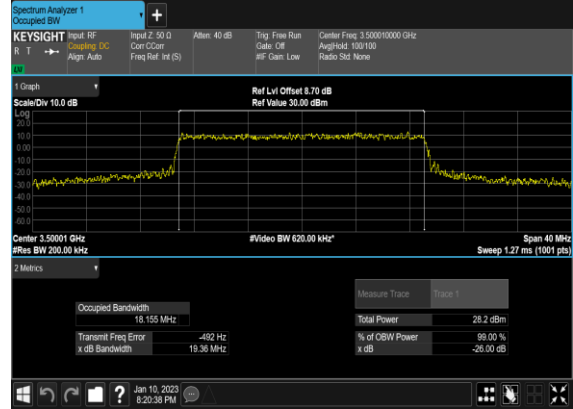 Spectrum Analyzer 1
Occupied BW
+
KEYSIGHT Input: RF Input Z: 50 Ω Atten: 40 dB Trig: Free Run Center Freq: 3.500010000 GHz
R T Coupling: DC Corr CCorr Gate: Off Avg|Hold: 100/100
Align: Auto Freq Ref: Int (S) #IF Gain: Low Radio Std: None
LM
1 Graph Ref Lvl Offset 8.70 dB
Scale/Div 10.0 dB Ref Value 30.00 dBm
Log
20.0
10.0
0.00
-10.0
-20.0
-30.0
-40.0
-50.0
-60.0
Center 3.50001 GHz #Video BW 620.00 kHz* Span 40 MHz
#Res BW 200.00 kHz Sweep 1.27 ms (1001 pts)
2 Metrics
Measure Trace Trace 1
Occupied Bandwidth
18.155 MHz Total Power 28.2 dBm
Transmit Freq Error -492 Hz % of OBW Power 99.00 %
x dB Bandwidth 19.36 MHz x dB -26.00 dB
? Jan 10, 2023
8:20:38 PM